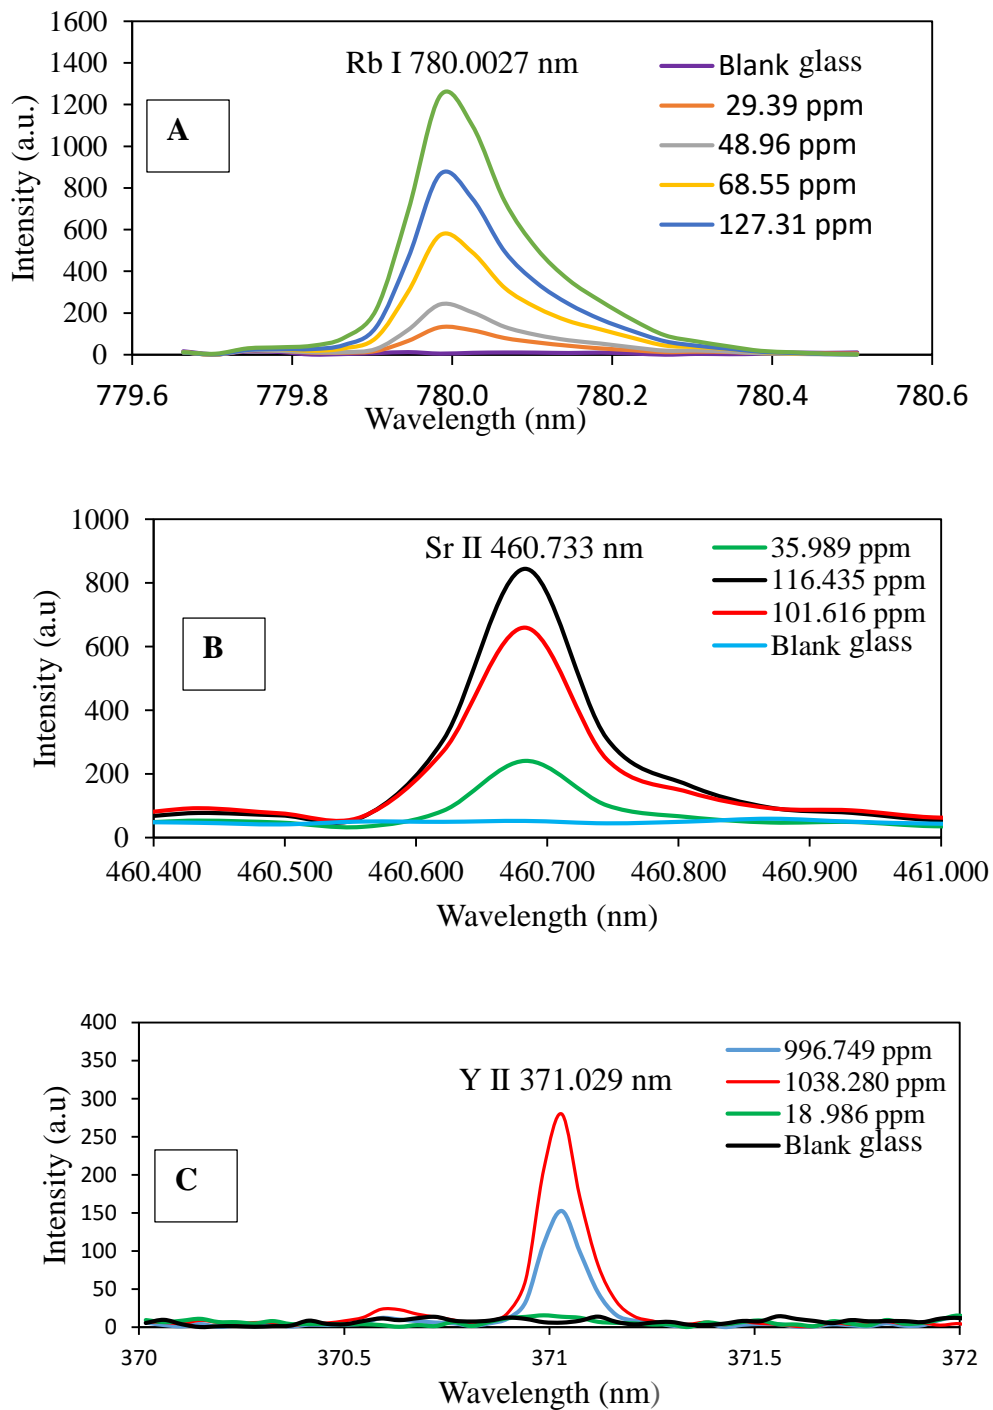 1600
1400
1200
1000
800
600
400
200
0
Intensity (a.u.)
A
Rb I 780.0027 nm
Blank glass
29.39 ppm
48.96 ppm
68.55 ppm
127.31 ppm
779.6 779.8 780.0 780.2 780.4 780.6
Wavelength (nm)
1000
800
600
400
200
0
Intensity (a.u)
B
Sr II 460.733 nm
35.989 ppm
116.435 ppm
101.616 ppm
Blank glass
460.400 460.500 460.600 460.700 460.800 460.900 461.000
Wavelength (nm)
400
350
300
250
200
150
100
50
0
Intensity (a.u)
C
Y II 371.029 nm
996.749 ppm
1038.280 ppm
18 .986 ppm
Blank glass
370 370.5 371 371.5 372
Wavelength (nm)